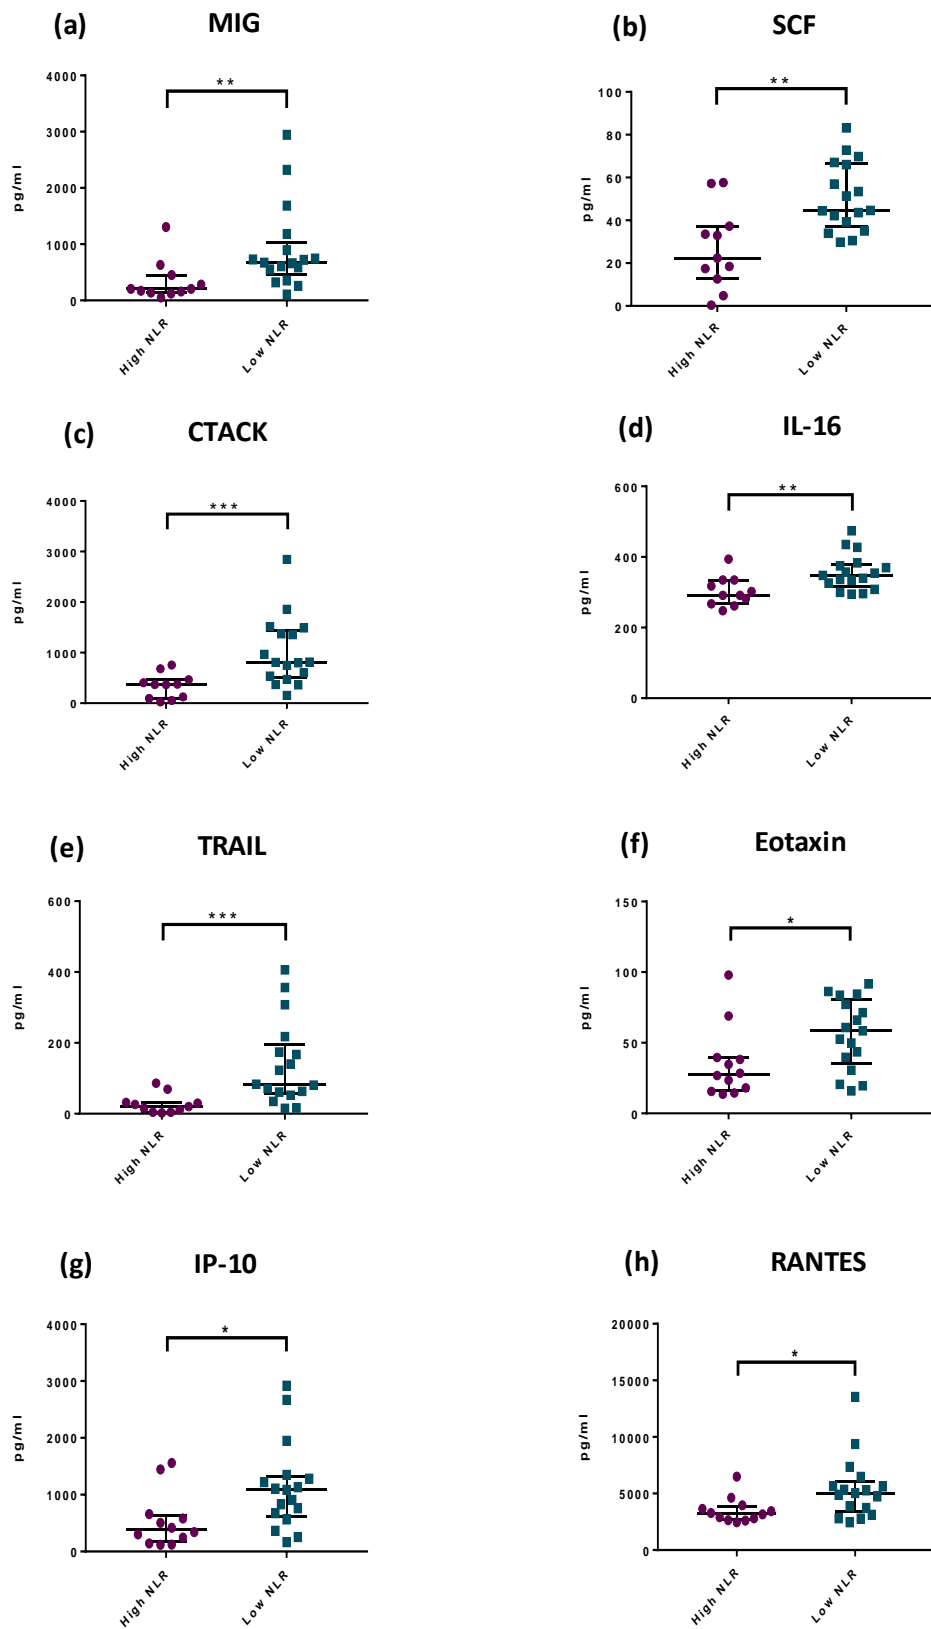 (a) MIG
**
4000
3000
2000
1000
0
pg/ml
High NLR
Low NLR
(b) SCF
**
100
80
60
40
20
0
pg/ml
High NLR
Low NLR
(c) CTACK
***
4000
3000
2000
1000
0
pg/ml
High NLR
Low NLR
(d) IL-16
**
600
400
200
0
pg/ml
High NLR
Low NLR
(e) TRAIL
***
600
400
200
0
pg/ml
High NLR
Low NLR
(f) Eotaxin
*
150
100
50
0
pg/ml
High NLR
Low NLR
(g) IP-10
*
4000
3000
2000
1000
0
pg/ml
High NLR
Low NLR
(h) RANTES
*
20000
15000
10000
5000
0
pg/ml
High NLR
Low NLR